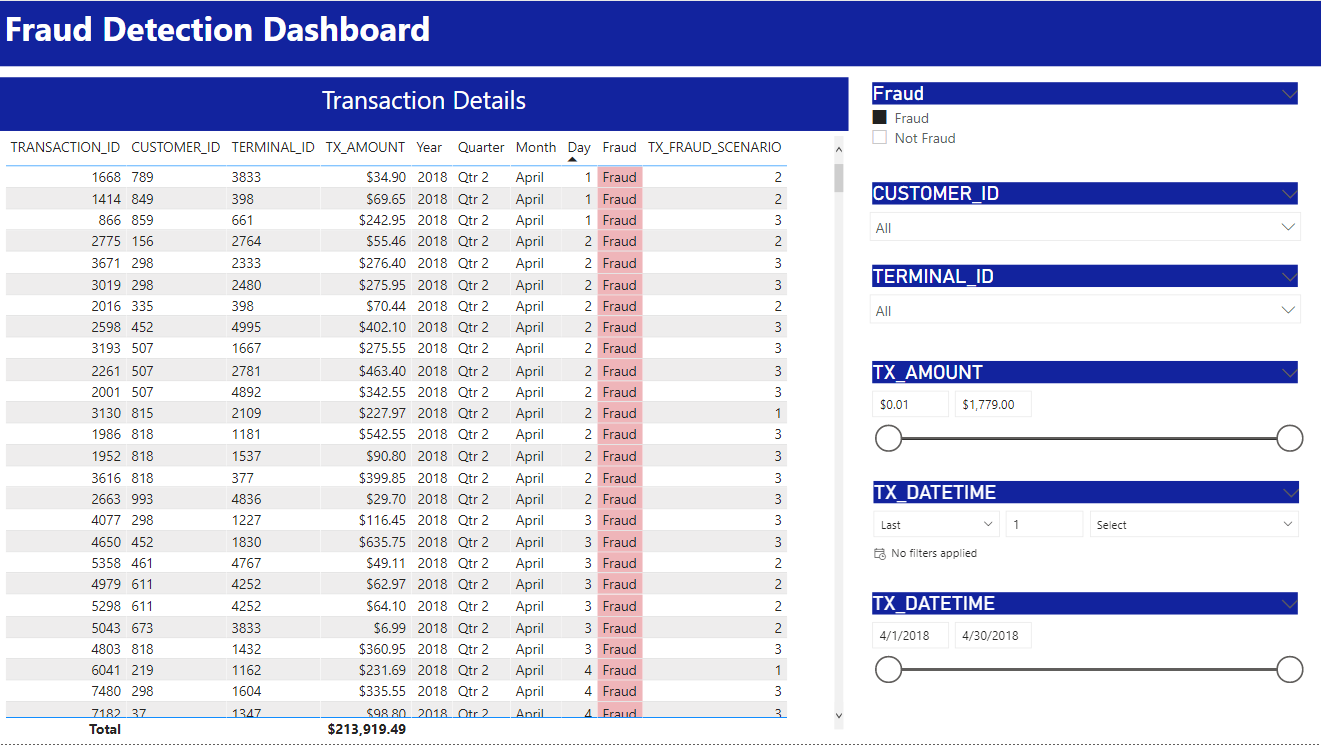 Fraud Detection Dashboard
Transaction Details
TRANSACTION_ID CUSTOMER_ID TERMINAL_ID TX_AMOUNT Year Quarter Month Day Fraud TX_FRAUD_SCENARIO
1668 789 3833 $34.90 2018 Qtr 2 April 1 Fraud 2
1414 849 398 $69.65 2018 Qtr 2 April 1 Fraud 2
866 859 661 $242.95 2018 Qtr 2 April 1 Fraud 3
2775 156 2764 $55.46 2018 Qtr 2 April 2 Fraud 2
3671 298 2333 $276.40 2018 Qtr 2 April 2 Fraud 3
3019 298 2480 $275.95 2018 Qtr 2 April 2 Fraud 3
2016 335 398 $70.44 2018 Qtr 2 April 2 Fraud 2
2598 452 4995 $402.10 2018 Qtr 2 April 2 Fraud 3
3193 507 1667 $275.55 2018 Qtr 2 April 2 Fraud 3
2261 507 2781 $463.40 2018 Qtr 2 April 2 Fraud 3
2001 507 4892 $342.55 2018 Qtr 2 April 2 Fraud 3
3130 815 2109 $227.97 2018 Qtr 2 April 2 Fraud 1
1986 818 1181 $542.55 2018 Qtr 2 April 2 Fraud 3
1952 818 1537 $90.80 2018 Qtr 2 April 2 Fraud 3
3616 818 377 $399.85 2018 Qtr 2 April 2 Fraud 3
2663 993 4836 $29.70 2018 Qtr 2 April 2 Fraud 3
4077 298 1227 $116.45 2018 Qtr 2 April 3 Fraud 3
4650 452 1830 $635.75 2018 Qtr 2 April 3 Fraud 3
5358 461 4767 $49.11 2018 Qtr 2 April 3 Fraud 2
4979 611 4252 $62.97 2018 Qtr 2 April 3 Fraud 2
5298 611 4252 $64.10 2018 Qtr 2 April 3 Fraud 2
5043 673 3833 $6.99 2018 Qtr 2 April 3 Fraud 2
4803 818 1432 $360.95 2018 Qtr 2 April 3 Fraud 3
6041 219 1162 $231.69 2018 Qtr 2 April 4 Fraud 1
7480 298 1604 $335.55 2018 Qtr 2 April 4 Fraud 3
7182 37 1347 $98.80 2018 Qtr 2 April 4 Fraud 3
Total $213,919.49
Fraud
Fraud
Not Fraud
CUSTOMER_ID
All
TERMINAL_ID
All
TX_AMOUNT
$0.01 $1,779.00
TX_DATETIME
Last 1 Select
No filters applied
TX_DATETIME
4/1/2018 4/30/2018